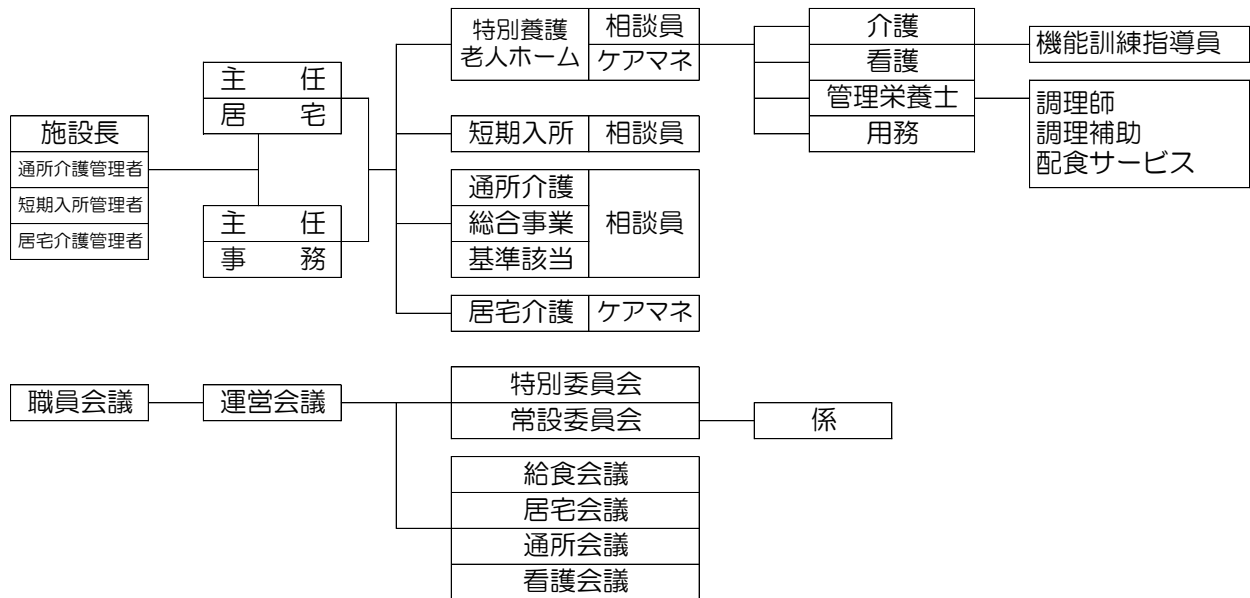 施設長
通所介護管理者
短期入所管理者
居宅介護管理者
主　任
居　宅
主　任
事　務
特別養護
老人ホーム
相談員
ケアマネ
短期入所
相談員
通所介護
総合事業
基準該当
相談員
居宅介護
ケアマネ
介護
看護
管理栄養士
用務
機能訓練指導員
調理師
調理補助
配食サービス
職員会議
運営会議
特別委員会
常設委員会
係
給食会議
居宅会議
通所会議
看護会議